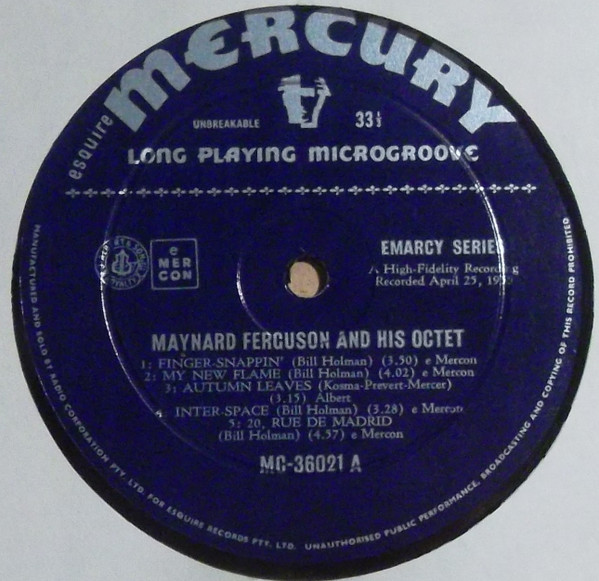 esquire MERCURY
UNBREAKABLE 33⅓
LONG PLAYING MICROGROOVE
e
MER
CON
EMARCY SERIES
A High-Fidelity Recording
Recorded April 25,
MAYNARD FERGUSON AND HIS OCTET
1: FINGER-SNAPPIN' (Bill Holman) (3.50) e Mercon
2: MY NEW FLAME (Bill Holman) (4.02) e Mercon
3: AUTUMN LEAVES (Kosma-Prevert-Mercer)
(3.15) Albert
4: INTER-SPACE (Bill Holman) (3.28) e Mercon
5: 20, RUE DE MADRID
(Bill Holman) (4.57) e Mercon
MG-36021 A
MANUFACTURED AND SOLD BY RADIO CORPORATION PTY. LTD. FOR ESQUIRE RECORDS PTY. LTD. UNAUTHORISED PUBLIC PERFORMANCE, BROADCASTING AND COPYING OF THIS RECORD PROHIBITED